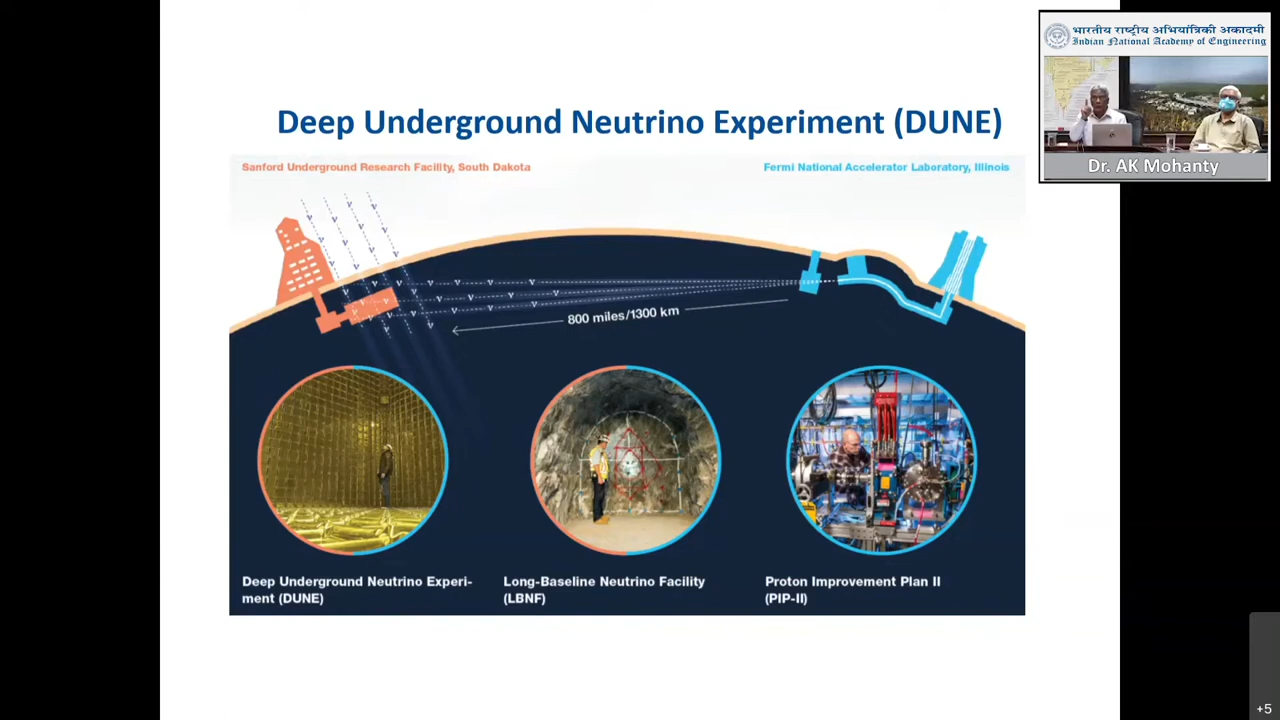 भारतीय राष्ट्रीय अभियांत्रिकी अकादमी
Indian National Academy of Engineering
Dr. AK Mohanty
Deep Underground Neutrino Experiment (DUNE)
Sanford Underground Research Facility, South Dakota
Fermi National Accelerator Laboratory, Illinois
800 miles/1300 km
Deep Underground Neutrino Experi-
ment (DUNE)
Long-Baseline Neutrino Facility
(LBNF)
Proton Improvement Plan II
(PIP-II)
+5